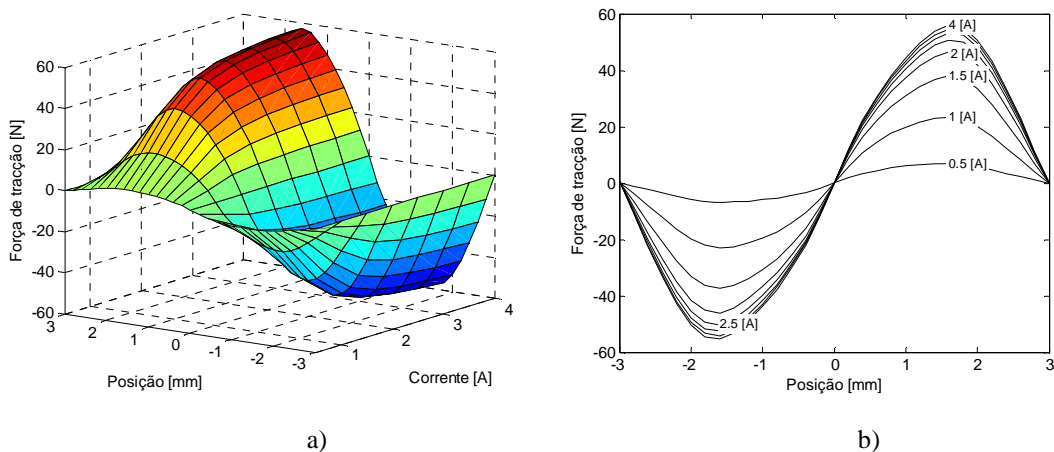 60
40
20
0
-20
-40
-60
Força de tracção [N]
3
2
1
0
-1
-2
-3
Posição [mm]
1
2
3
4
Corrente [A]
a)
60
40
20
0
-20
-40
-60
Força de tracção [N]
4 [A]
2 [A]
1.5 [A]
1 [A]
0.5 [A]
2.5 [A]
-3
-2
-1
0
1
2
3
Posição [mm]
b)